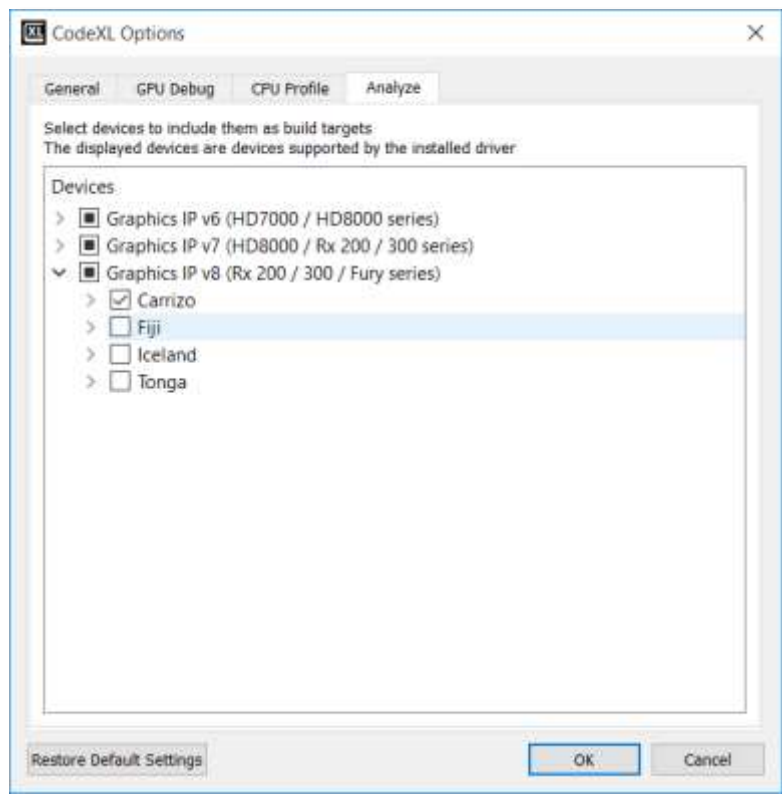 XL CodeXL Options
General GPU Debug CPU Profile Analyze
Select devices to include them as build targets
The displayed devices are devices supported by the installed driver
Devices
Graphics IP v6 (HD7000 / HD8000 series)
Graphics IP v7 (HD8000 / Rx 200 / 300 series)
Graphics IP v8 (Rx 200 / 300 / Fury series)
Carrizo
Fiji
Iceland
Tonga
Restore Default Settings OK Cancel